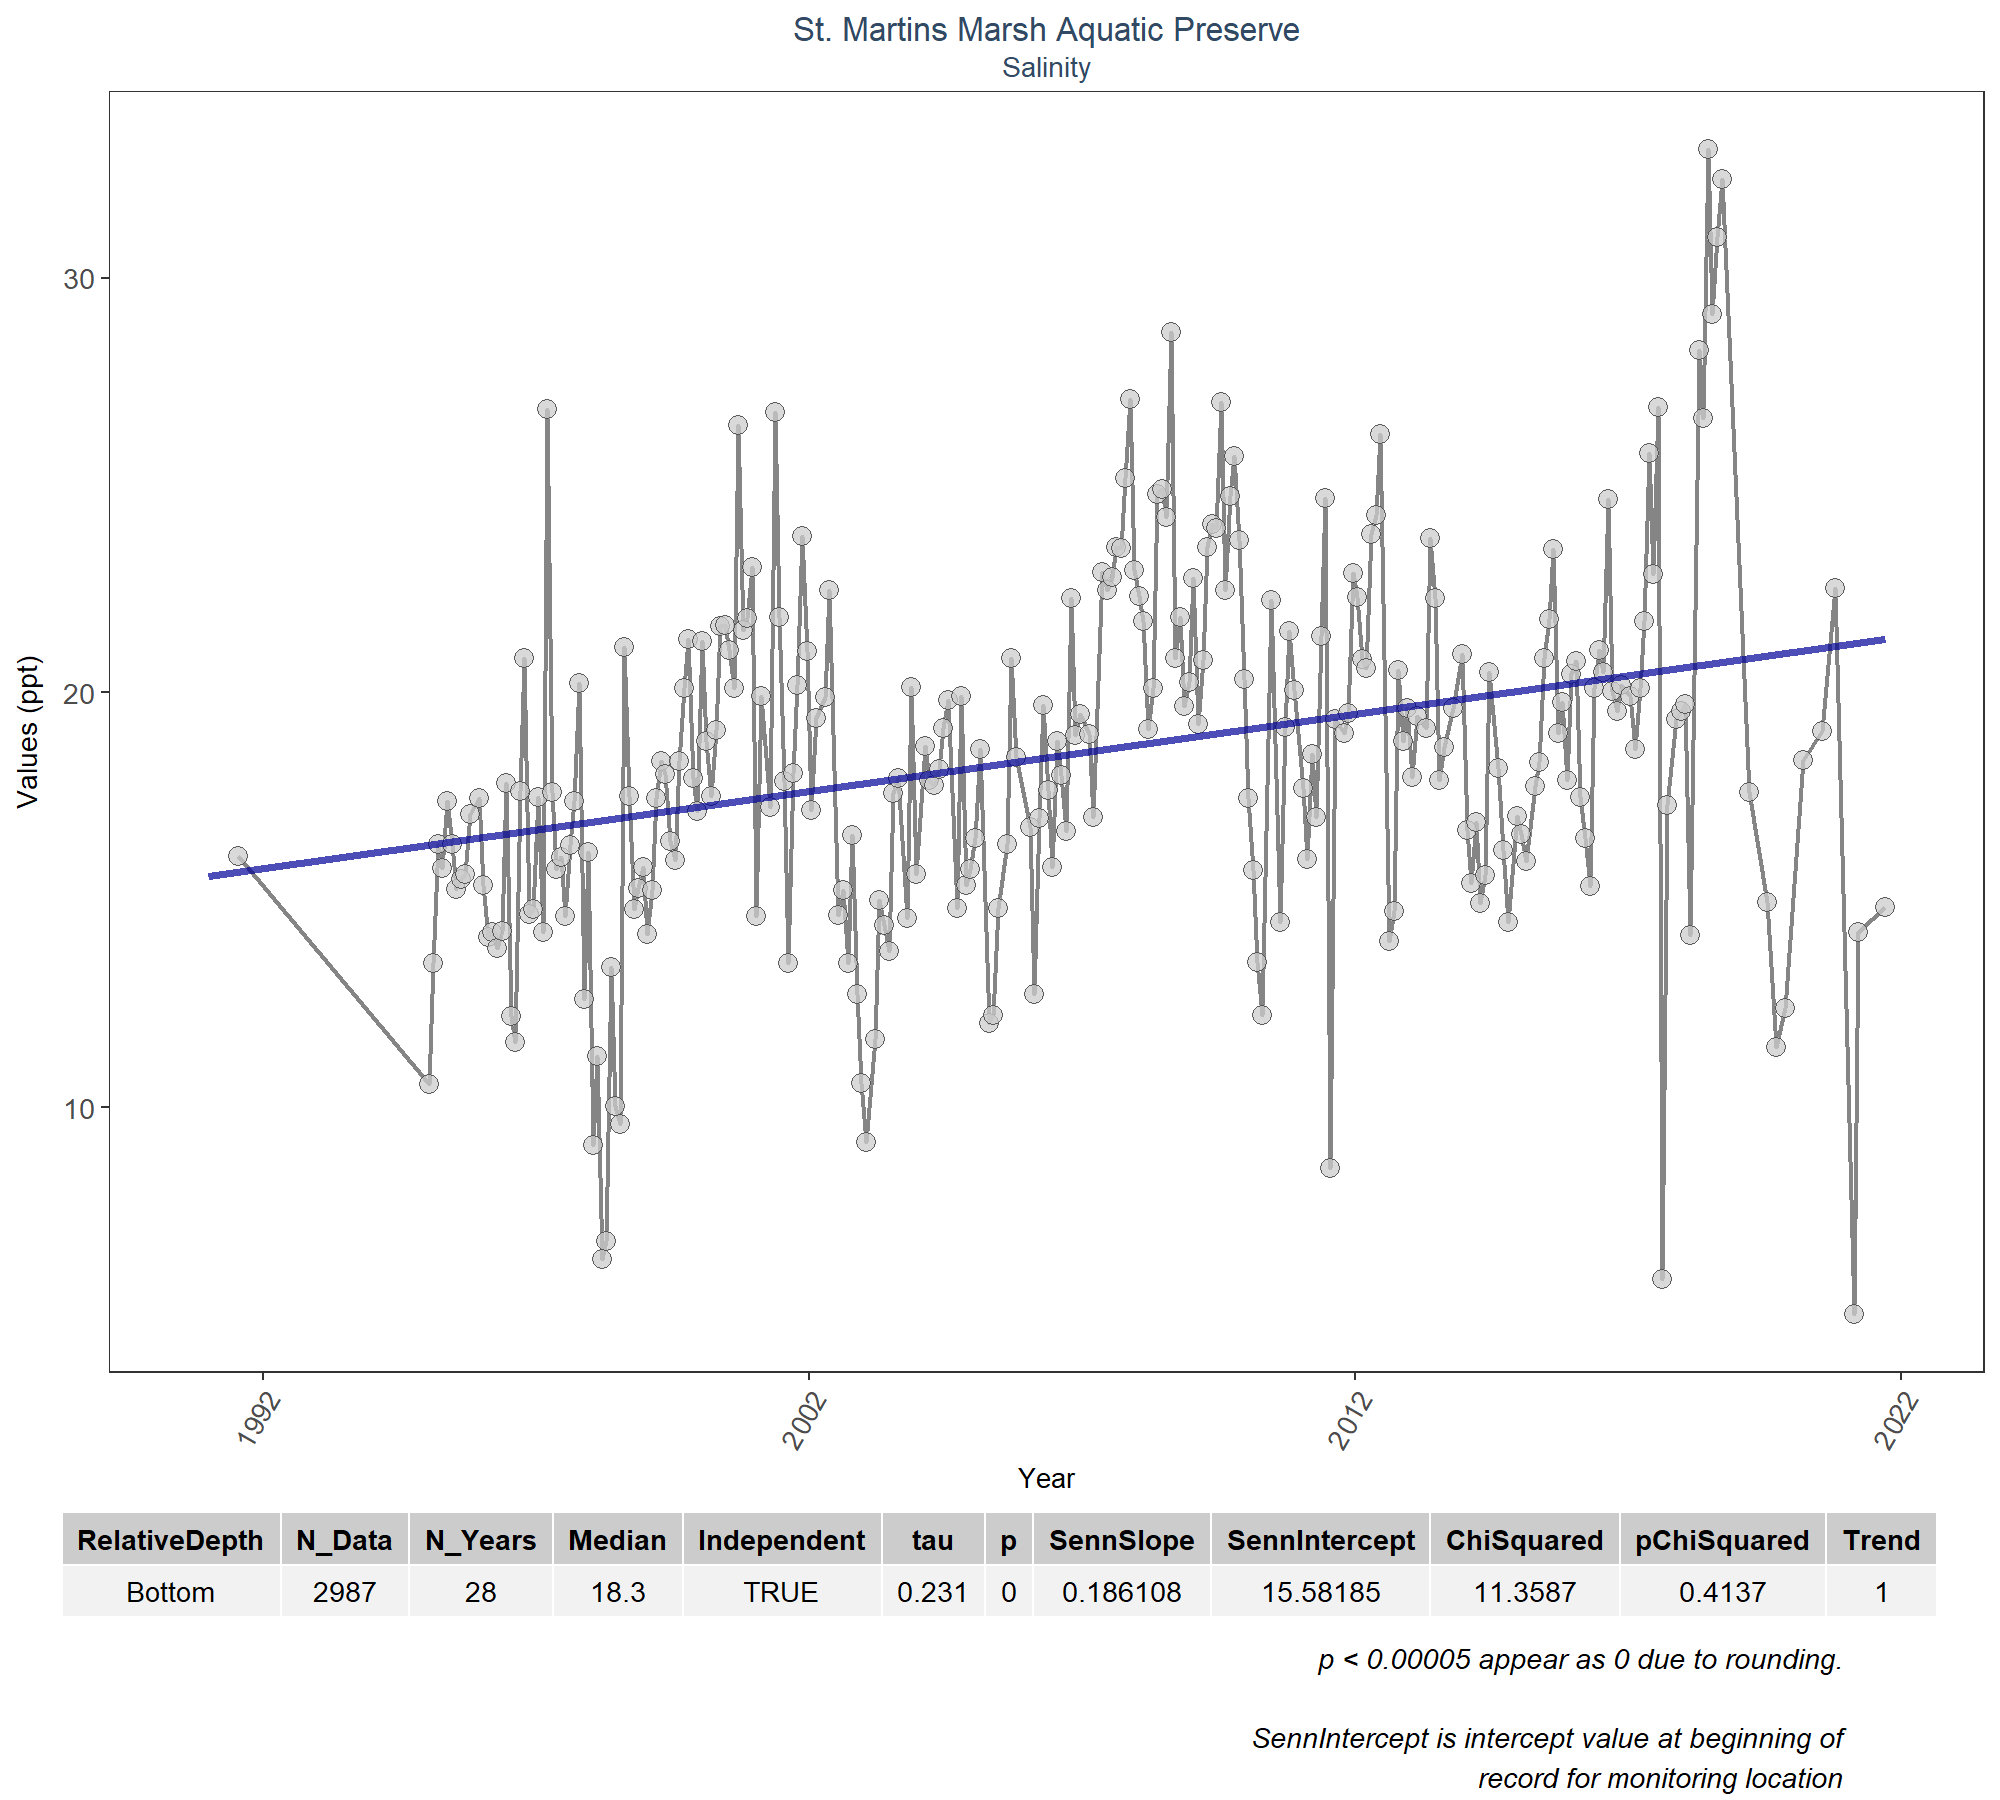 St. Martins Marsh Aquatic Preserve
Salinity
Values (ppt)
30
20
10
1992
2002
2012
2022
Year
RelativeDepth N_Data N_Years Median Independent tau p SennSlope SennIntercept ChiSquared pChiSquared Trend
Bottom 2987 28 18.3 TRUE 0.231 0 0.186108 15.58185 11.3587 0.4137 1
p < 0.00005 appear as 0 due to rounding.
SennIntercept is intercept value at beginning of
record for monitoring location